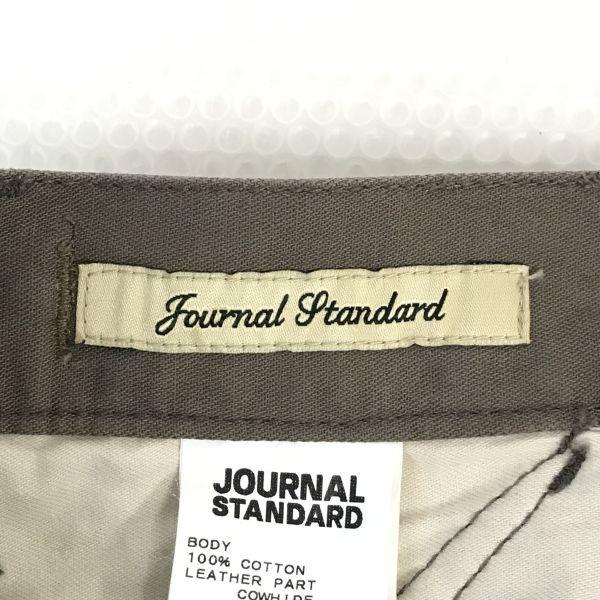 Journal Standard
JOURNAL
STANDARD
BODY
100% COTTON
LEATHER PART
COWHIDE